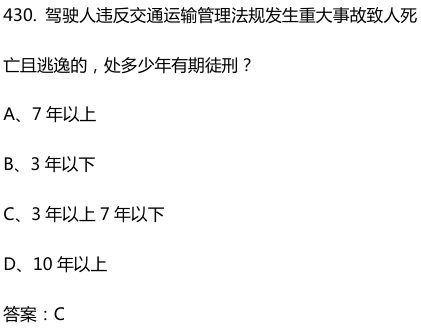 430. 驾驶人违反交通运输管理法规发生重大事故致人死
亡且逃逸的，处多少年有期徒刑？
A、7 年以上
B、3 年以下
C、3 年以上 7 年以下
D、10 年以上
答案：C